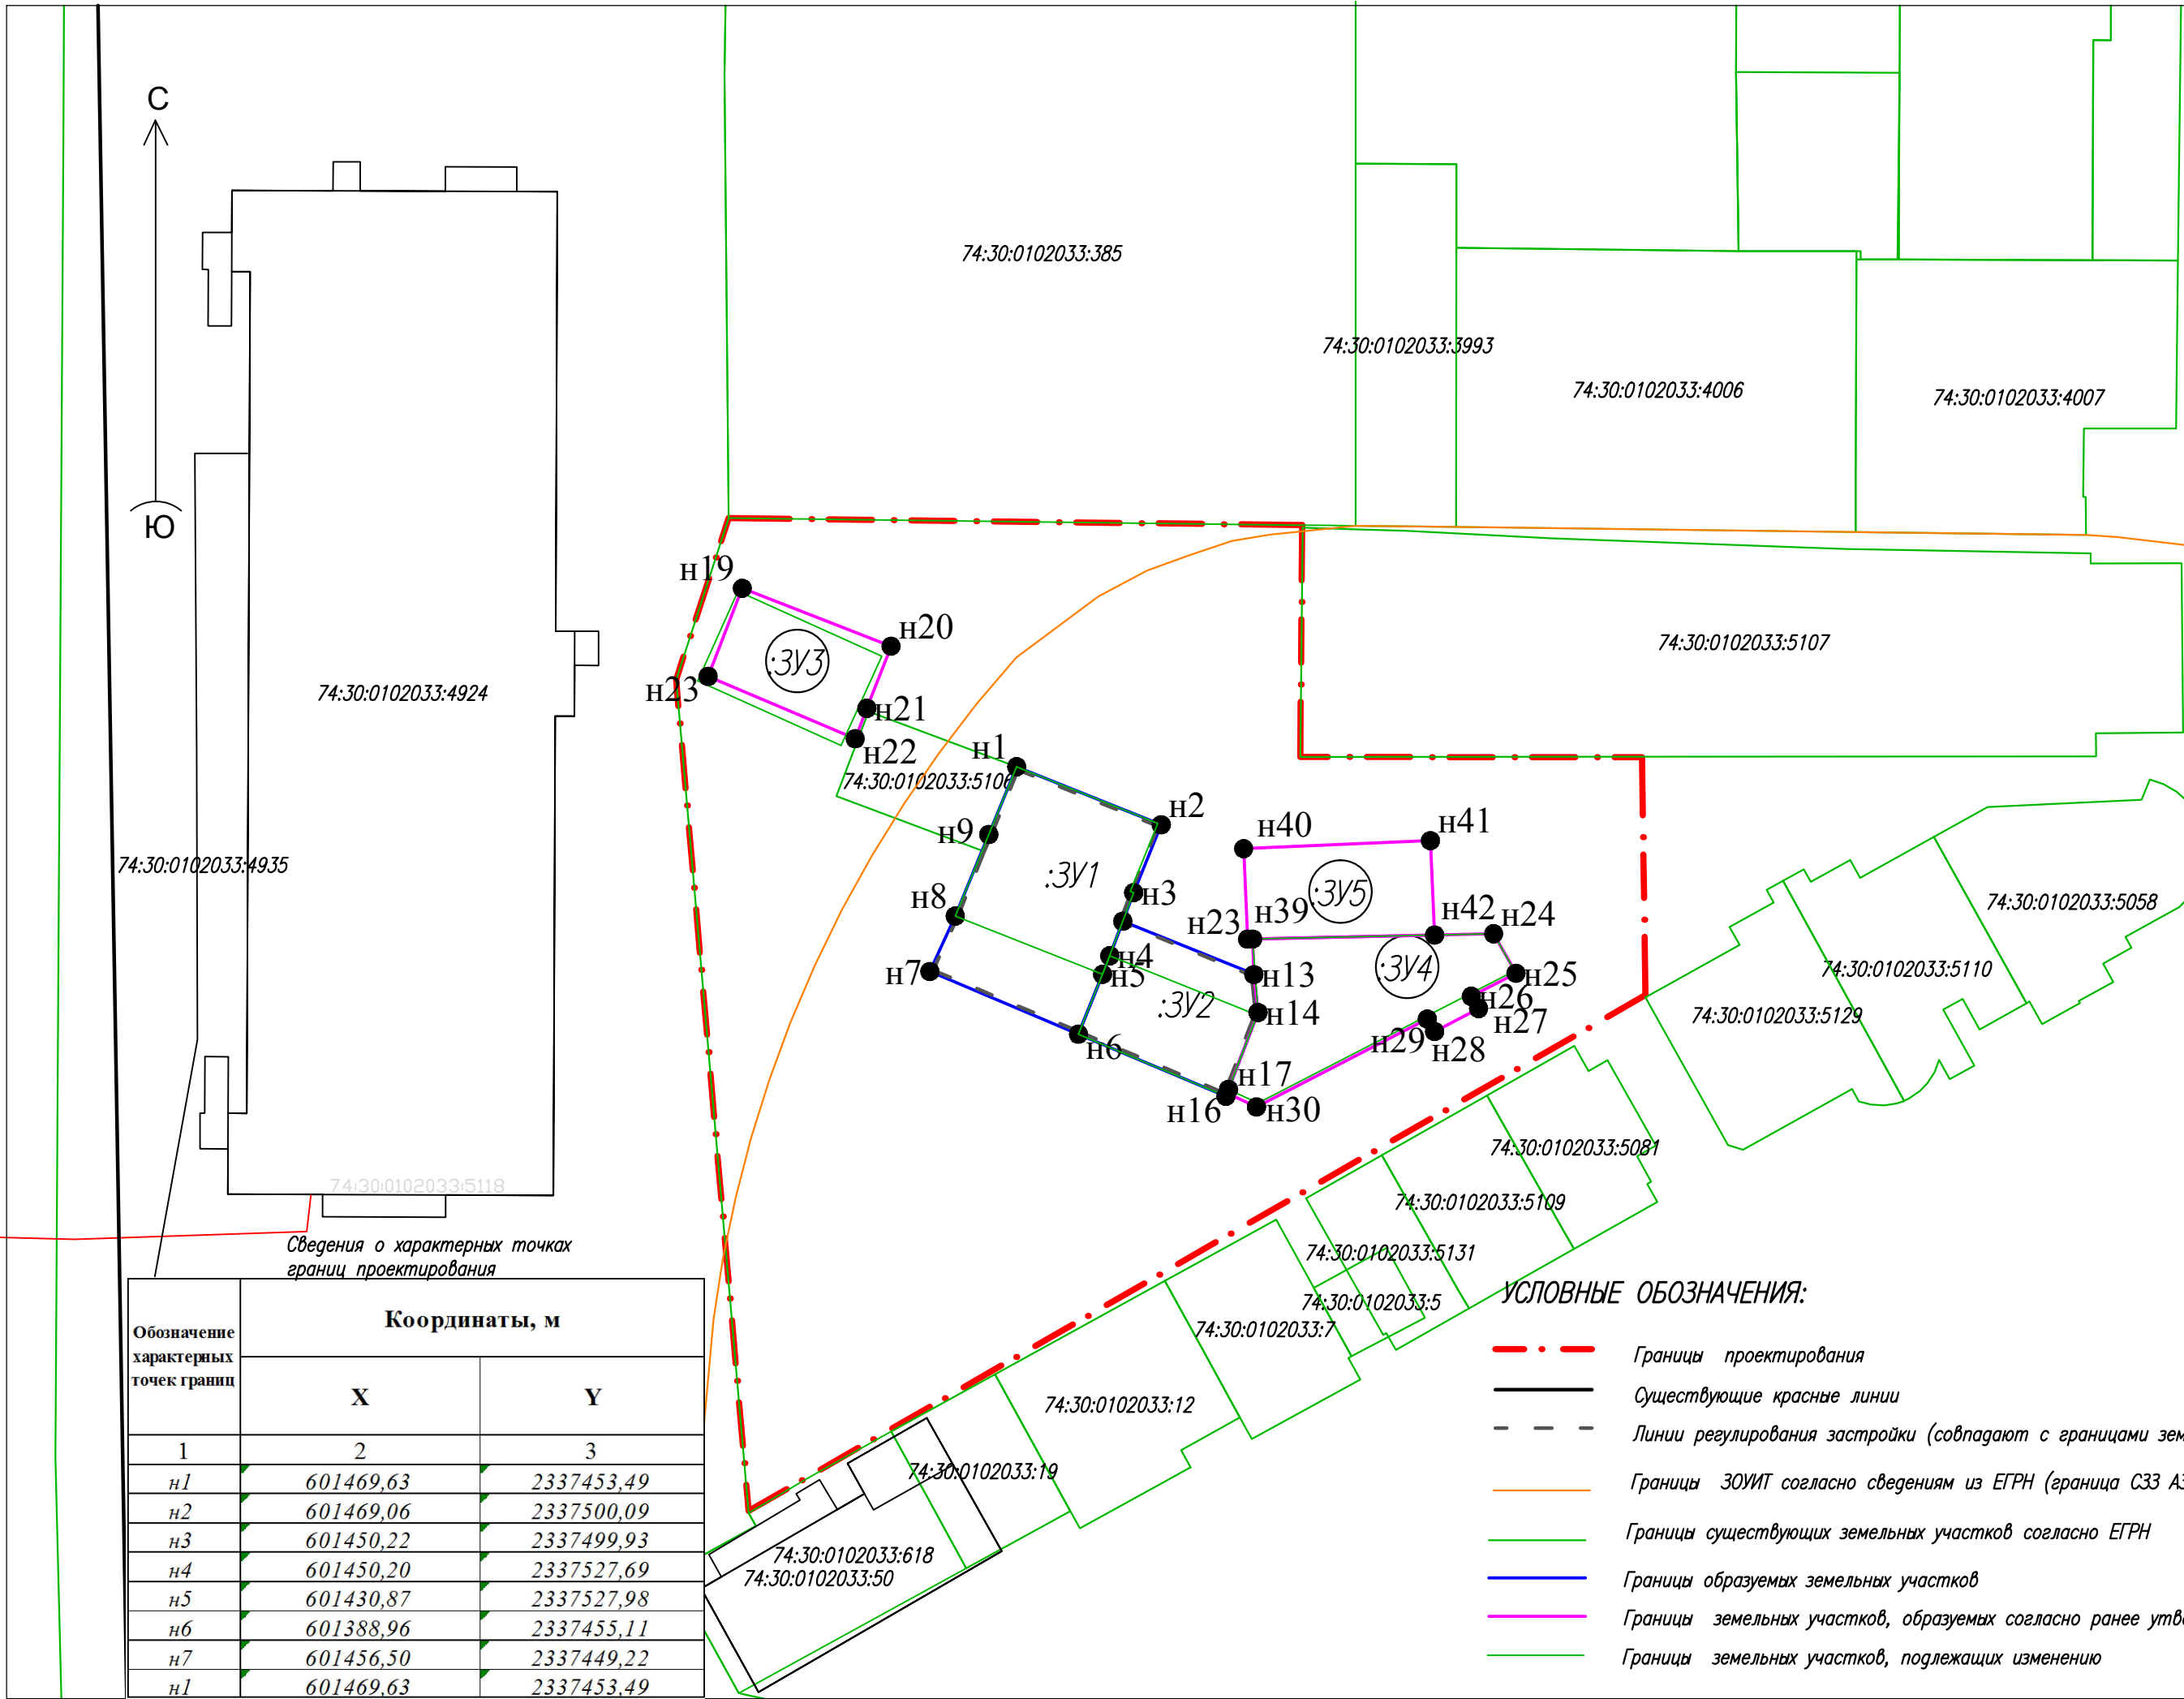 С
Ю
74:30:0102033:385
74:30:0102033:3993
74:30:0102033:4006
74:30:0102033:4007
74:30:0102033:5107
74:30:0102033:4924
74:30:0102033:4935
74:30:0102033:5118
н19
н20
:ЗУ3
н23
н21
н22
74:30:0102033:5106
н1
н2
н9
:ЗУ1
н3
н8
н7
н4
н5
:ЗУ2
н6
н40
н41
:ЗУ5
н23
н39
н42
н24
:ЗУ4
н13
н25
н14
н26
н27
н29
н28
н17
н16
н30
74:30:0102033:5058
74:30:0102033:5110
74:30:0102033:5129
74:30:0102033:5081
74:30:0102033:5109
74:30:0102033:5131
74:30:0102033:5
74:30:0102033:7
74:30:0102033:12
74:30:0102033:19
74:30:0102033:618
74:30:0102033:50
Сведения о характерных точках
границ проектирования
Обозначение характерных точек границ
Координаты, м
X Y
1 2 3
н1 601469,63 2337453,49
н2 601469,06 2337500,09
н3 601450,22 2337499,93
н4 601450,20 2337527,69
н5 601430,87 2337527,98
н6 601388,96 2337455,11
н7 601456,50 2337449,22
н1 601469,63 2337453,49
УСЛОВНЫЕ ОБОЗНАЧЕНИЯ:
Границы проектирования
Существующие красные линии
Линии регулирования застройки (совпадают с границами зем
Границы ЗОУИТ согласно сведениям из ЕГРН (граница СЗЗ АЗ
Границы существующих земельных участков согласно ЕГРН
Границы образуемых земельных участков
Границы земельных участков, образуемых согласно ранее утв
Границы земельных участков, подлежащих изменению